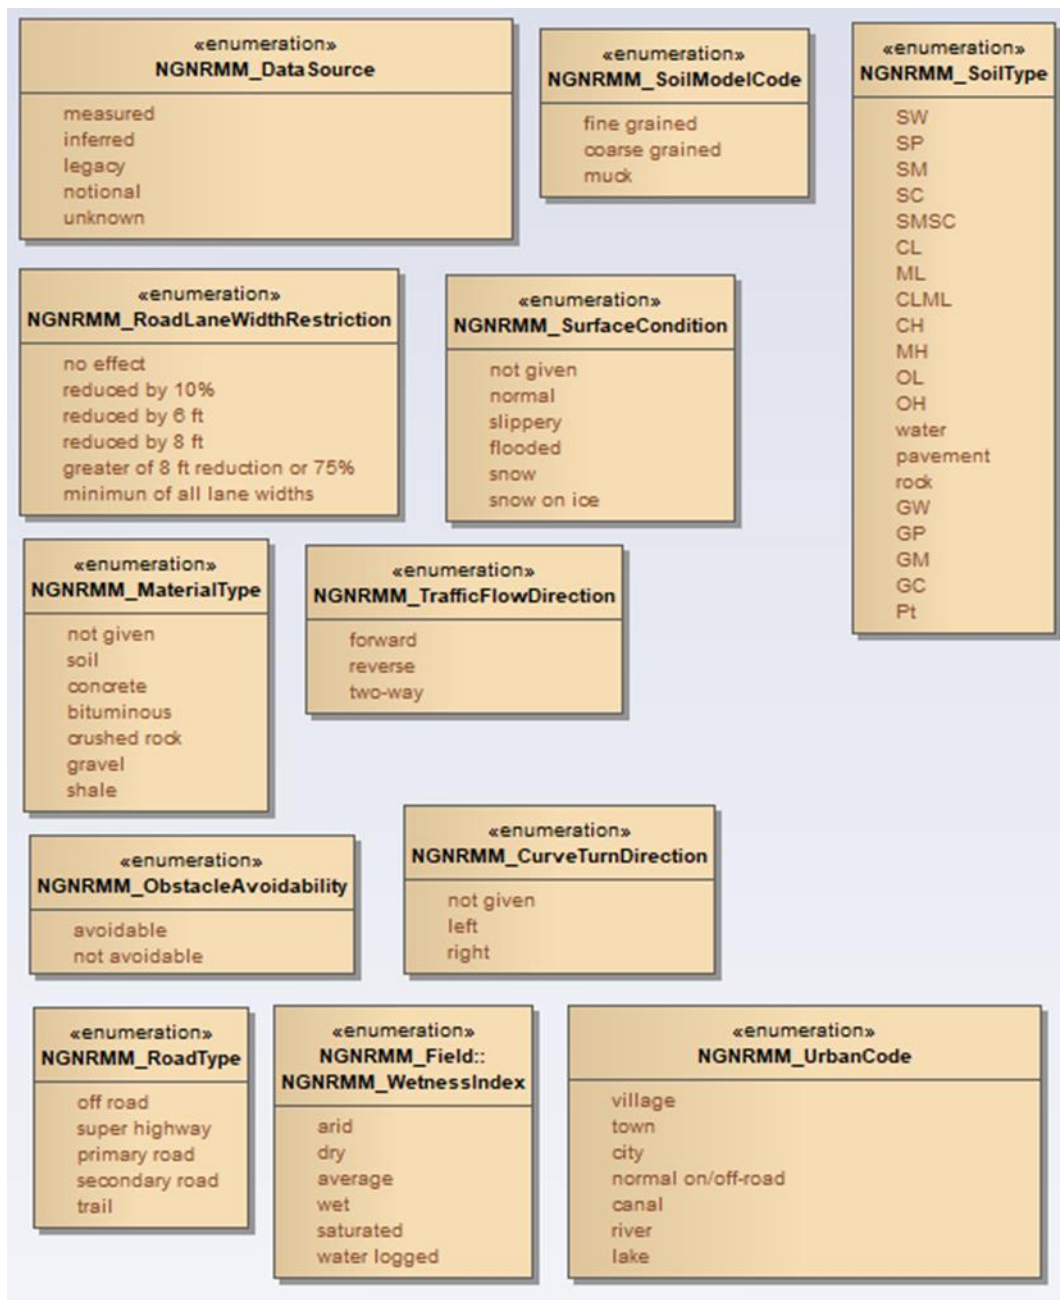 «enumeration»
NGNRMM_DataSource
measured
inferred
legacy
notional
unknown
«enumeration»
NGNRMM_SoilModelCode
fine grained
coarse grained
muck
«enumeration»
NGNRMM_SoilType
SW
SP
SM
SC
SMSC
CL
ML
CLML
CH
MH
OL
OH
water
pavement
rock
GW
GP
GM
GC
Pt
«enumeration»
NGNRMM_RoadLaneWidthRestriction
no effect
reduced by 10%
reduced by 6 ft
reduced by 8 ft
greater of 8 ft reduction or 75%
minimun of all lane widths
«enumeration»
NGNRMM_SurfaceCondition
not given
normal
slippery
flooded
snow
snow on ice
«enumeration»
NGNRMM_MaterialType
not given
soil
concrete
bituminous
crushed rock
gravel
shale
«enumeration»
NGNRMM_TrafficFlowDirection
forward
reverse
two-way
«enumeration»
NGNRMM_ObstacleAvoidability
avoidable
not avoidable
«enumeration»
NGNRMM_CurveTurnDirection
not given
left
right
«enumeration»
NGNRMM_RoadType
off road
super highway
primary road
secondary road
trail
«enumeration»
NGNRMM_Field::
NGNRMM_WetnessIndex
arid
dry
average
wet
saturated
water logged
«enumeration»
NGNRMM_UrbanCode
village
town
city
normal on/off-road
canal
river
lake